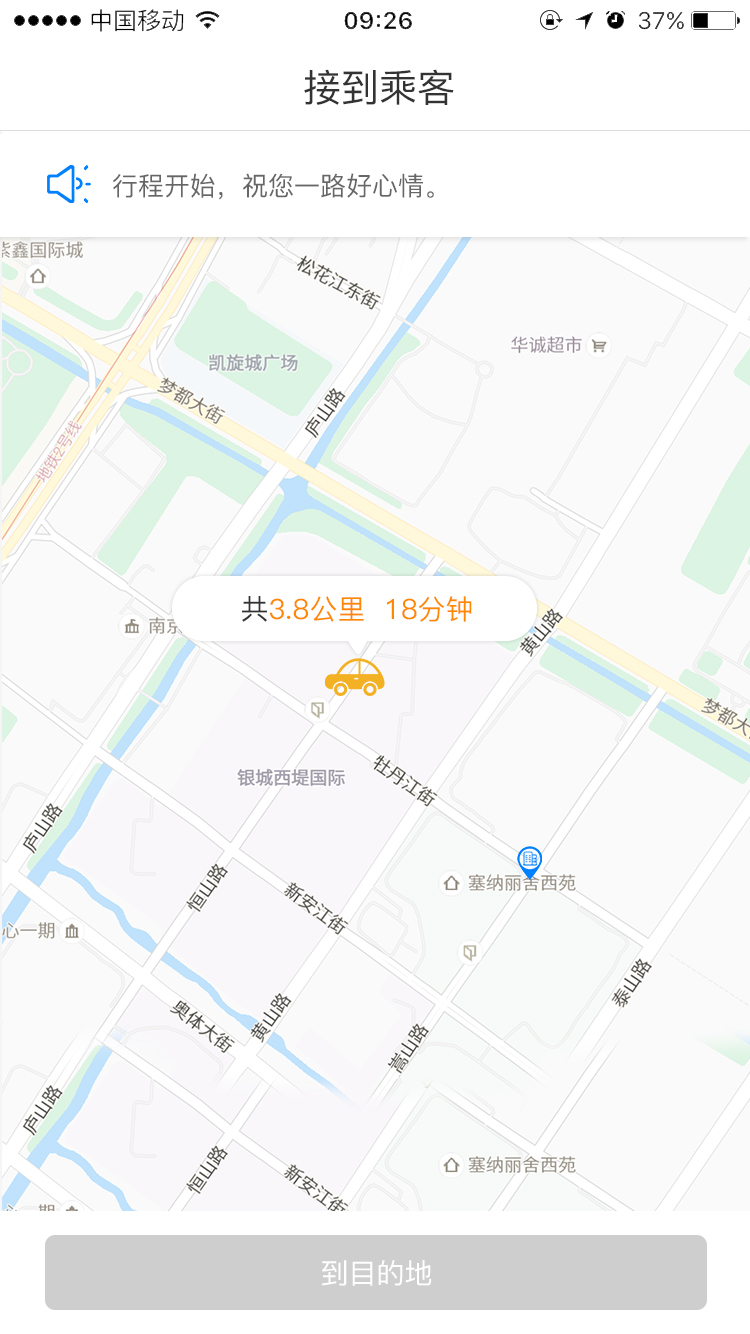 中国移动 09:26 37%
接到乘客
行程开始，祝您一路好心情。
紫鑫国际城
松花江东街
华诚超市
凯旋城广场
梦都大街
庐山路
地铁2号线
共3.8公里 18分钟
南京
黄山路
梦都大
牡丹江街
银城西堤国际
庐山路
塞纳丽舍西苑
恒山路
新安江街
心一期
泰山路
黄山路
奥体大街
嵩山路
庐山路
塞纳丽舍西苑
恒山路
新安江街
到目的地